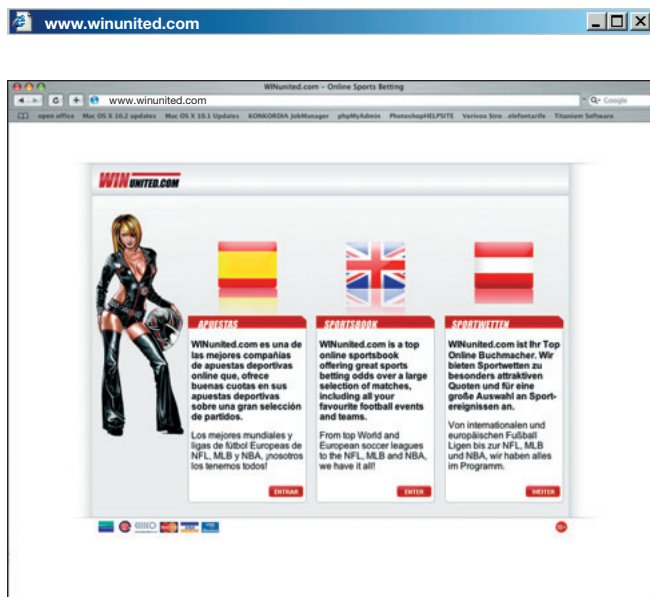 www.winunited.com
WINunited.com – Online Sports Betting
www.winunited.com
Google
open office Mac OS X 10.2 updates Mac OS X 10.1 Updates KONKORDIA JobManager phpMyAdmin PhotoshopHELPSITE Verivox Stro...elefontarife Titanium Software
WINUNITED.COM
APUESTAS
WINunited.com es una de
las mejores compañías
de apuestas deportivas
online que, ofrece
buenas cuotas en sus
apuestas deportivas
sobre una gran selección
de partidos.
Los mejores mundiales y
ligas de fútbol Europeas de
NFL, MLB y NBA, ¡nosotros
los tenemos todos!
ENTRAR
SPORTSBOOK
WINunited.com is a top
online sportsbook
offering great sports
betting odds over a large
selection of matches,
including all your
favourite football events
and teams.
From top World and
European soccer leagues
to the NFL, MLB and NBA,
we have it all!
ENTER
SPORTWETTEN
WINunited.com ist Ihr Top
Online Buchmacher. Wir
bieten Sportwetten zu
besonders attraktiven
Quoten und für eine
große Auswahl an Sport-
ereignissen an.
Von internationalen und
europäischen Fußball
Ligen bis zur NFL, MLB
und NBA, wir haben alles
im Programm.
WEITER